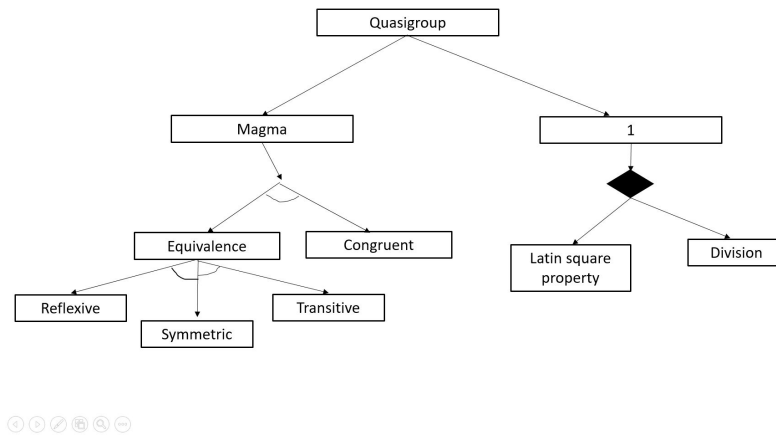 Quasigroup
Magma
1
Equivalence
Congruent
Latin square
property
Division
Reflexive
Symmetric
Transitive